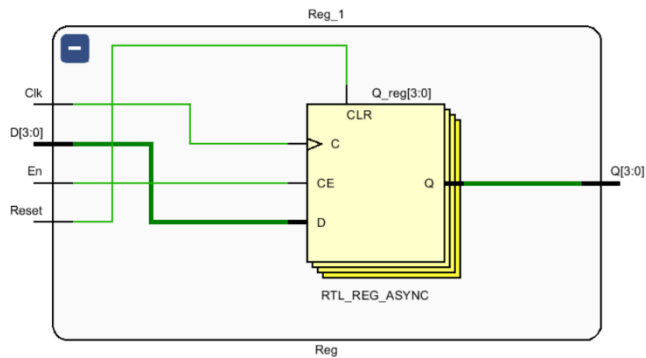 Reg_1
Clk
Q_reg[3:0]
CLR
D[3:0]
C
En
CE
Q
Q[3:0]
Reset
D
RTL_REG_ASYNC
Reg